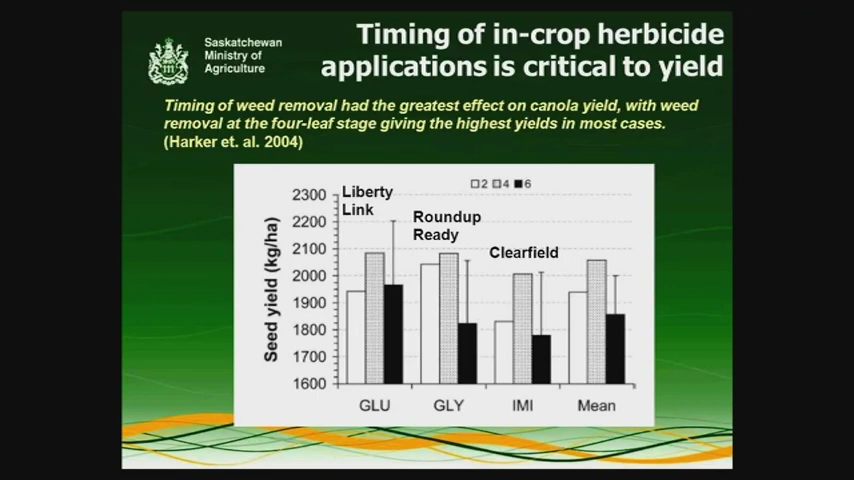 Saskatchewan
Ministry of
Agriculture
Timing of in-crop herbicide
applications is critical to yield
Timing of weed removal had the greatest effect on canola yield, with weed
removal at the four-leaf stage giving the highest yields in most cases.
(Harker et. al. 2004)
2 4 6
Liberty
Link
Roundup
Ready
Clearfield
Seed yield (kg/ha)
2300
2200
2100
2000
1900
1800
1700
1600
GLU GLY IMI Mean